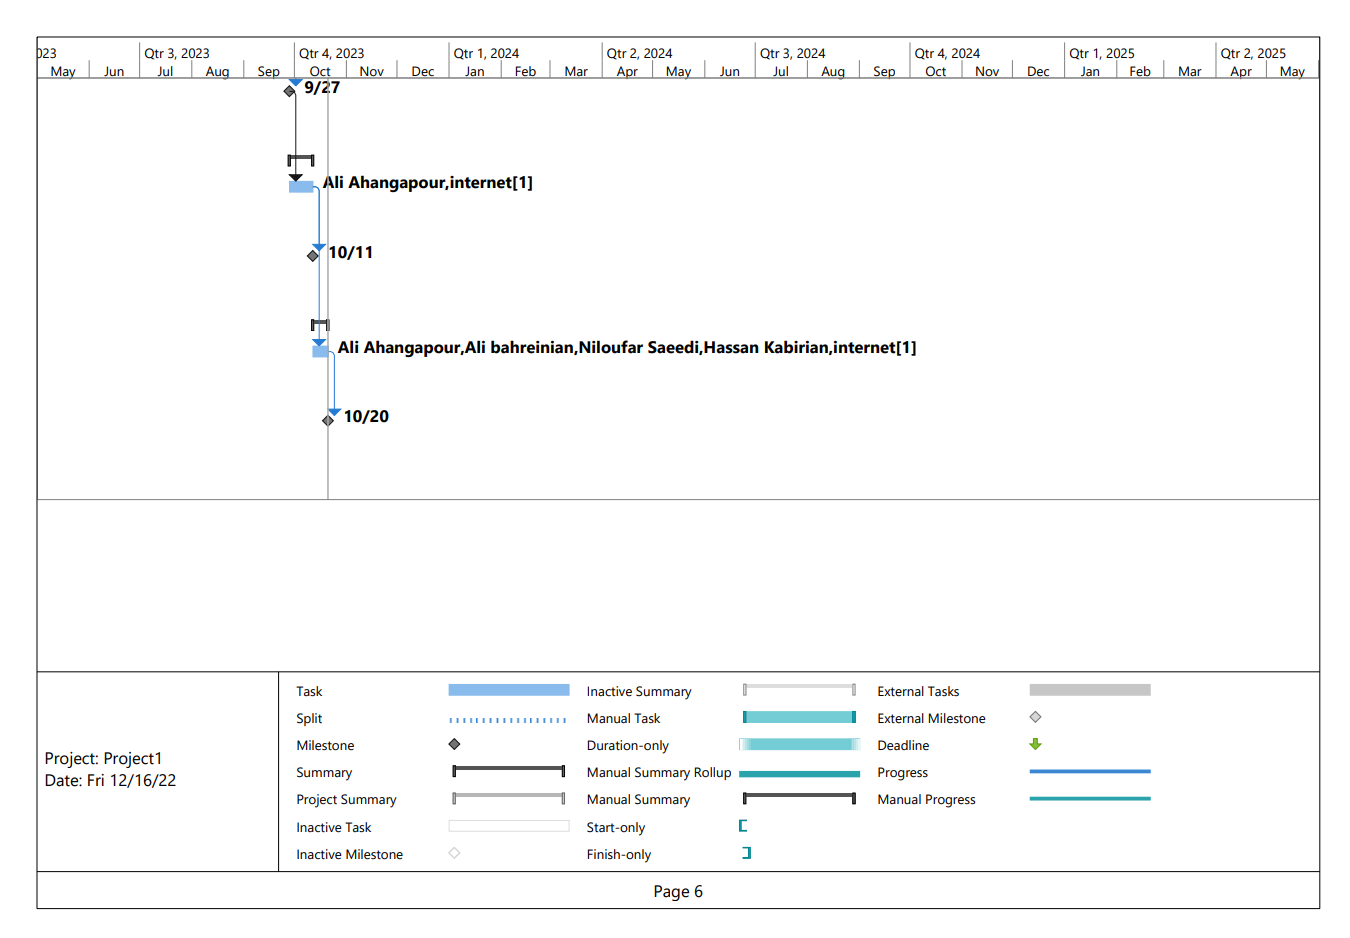 023 Qtr 3, 2023 Qtr 4, 2023 Qtr 1, 2024 Qtr 2, 2024 Qtr 3, 2024 Qtr 4, 2024 Qtr 1, 2025 Qtr 2, 2025
May Jun Jul Aug Sep Oct Nov Dec Jan Feb Mar Apr May Jun Jul Aug Sep Oct Nov Dec Jan Feb Mar Apr May
9/27
Ali Ahangapour,internet[1]
10/11
Ali Ahangapour,Ali bahreinian,Niloufar Saeedi,Hassan Kabirian,internet[1]
10/20
Project: Project1
Date: Fri 12/16/22
Task
Split
Milestone
Summary
Project Summary
Inactive Task
Inactive Milestone
Inactive Summary
Manual Task
Duration-only
Manual Summary Rollup
Manual Summary
Start-only
Finish-only
External Tasks
External Milestone
Deadline
Progress
Manual Progress
Page 6